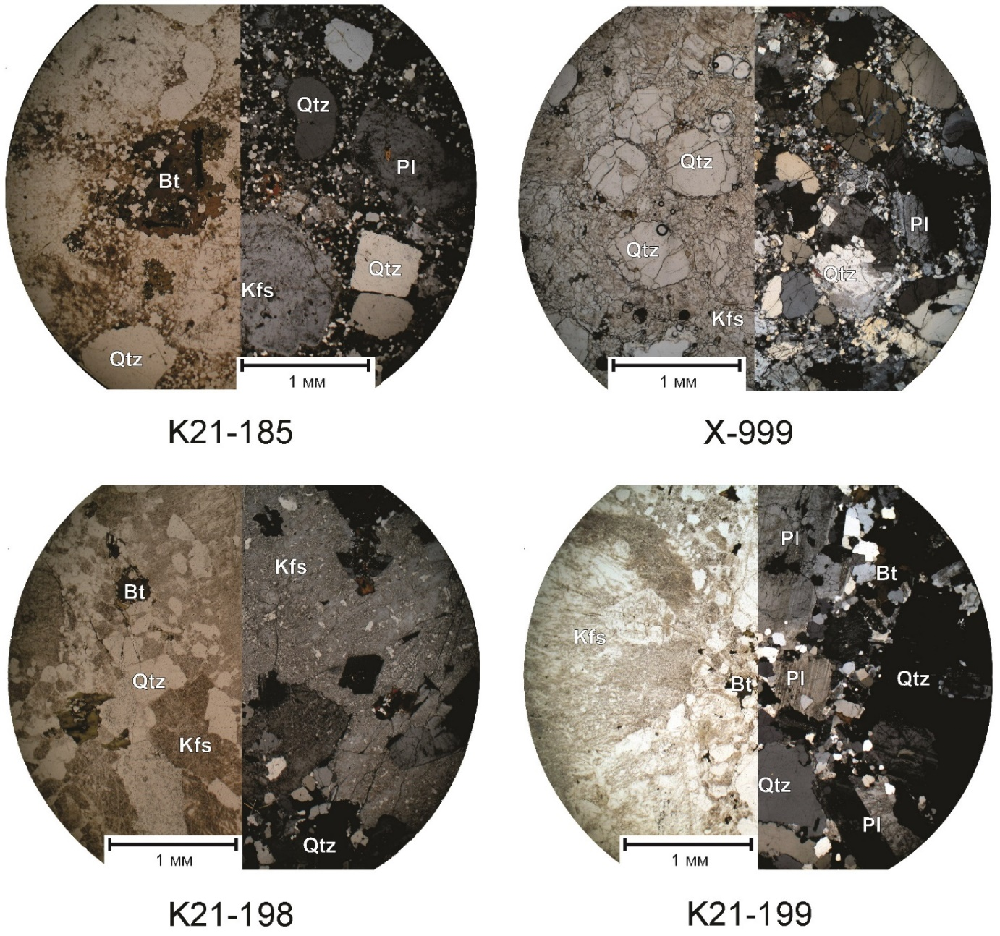 Qtz
Bt
Pl
Qtz
Kfs
Qtz
1 мм
K21-185
Qtz
Pl
Qtz
Qtz
Kfs
1 мм
X-999
Kfs
Bt
Qtz
Kfs
Qtz
1 мм
K21-198
Pl
Bt
Kfs
Bt
Pl
Qtz
Qtz
Pl
1 мм
K21-199